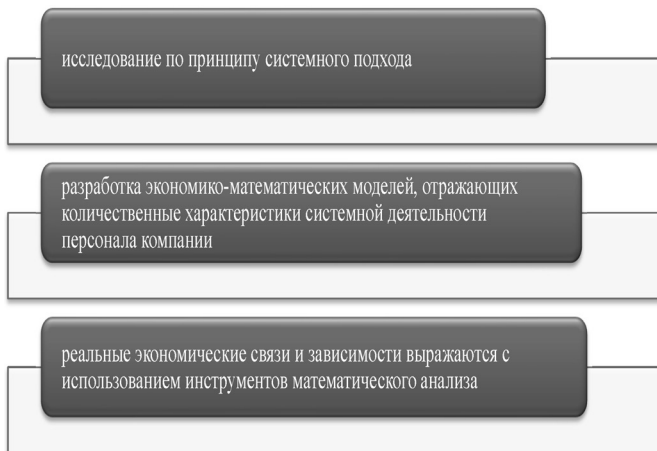 исследование по принципу системного подхода
разработка экономико-математических моделей, отражающих
количественные характеристики системной деятельности
персонала компании
реальные экономические связи и зависимости выражаются с
использованием инструментов математического анализа